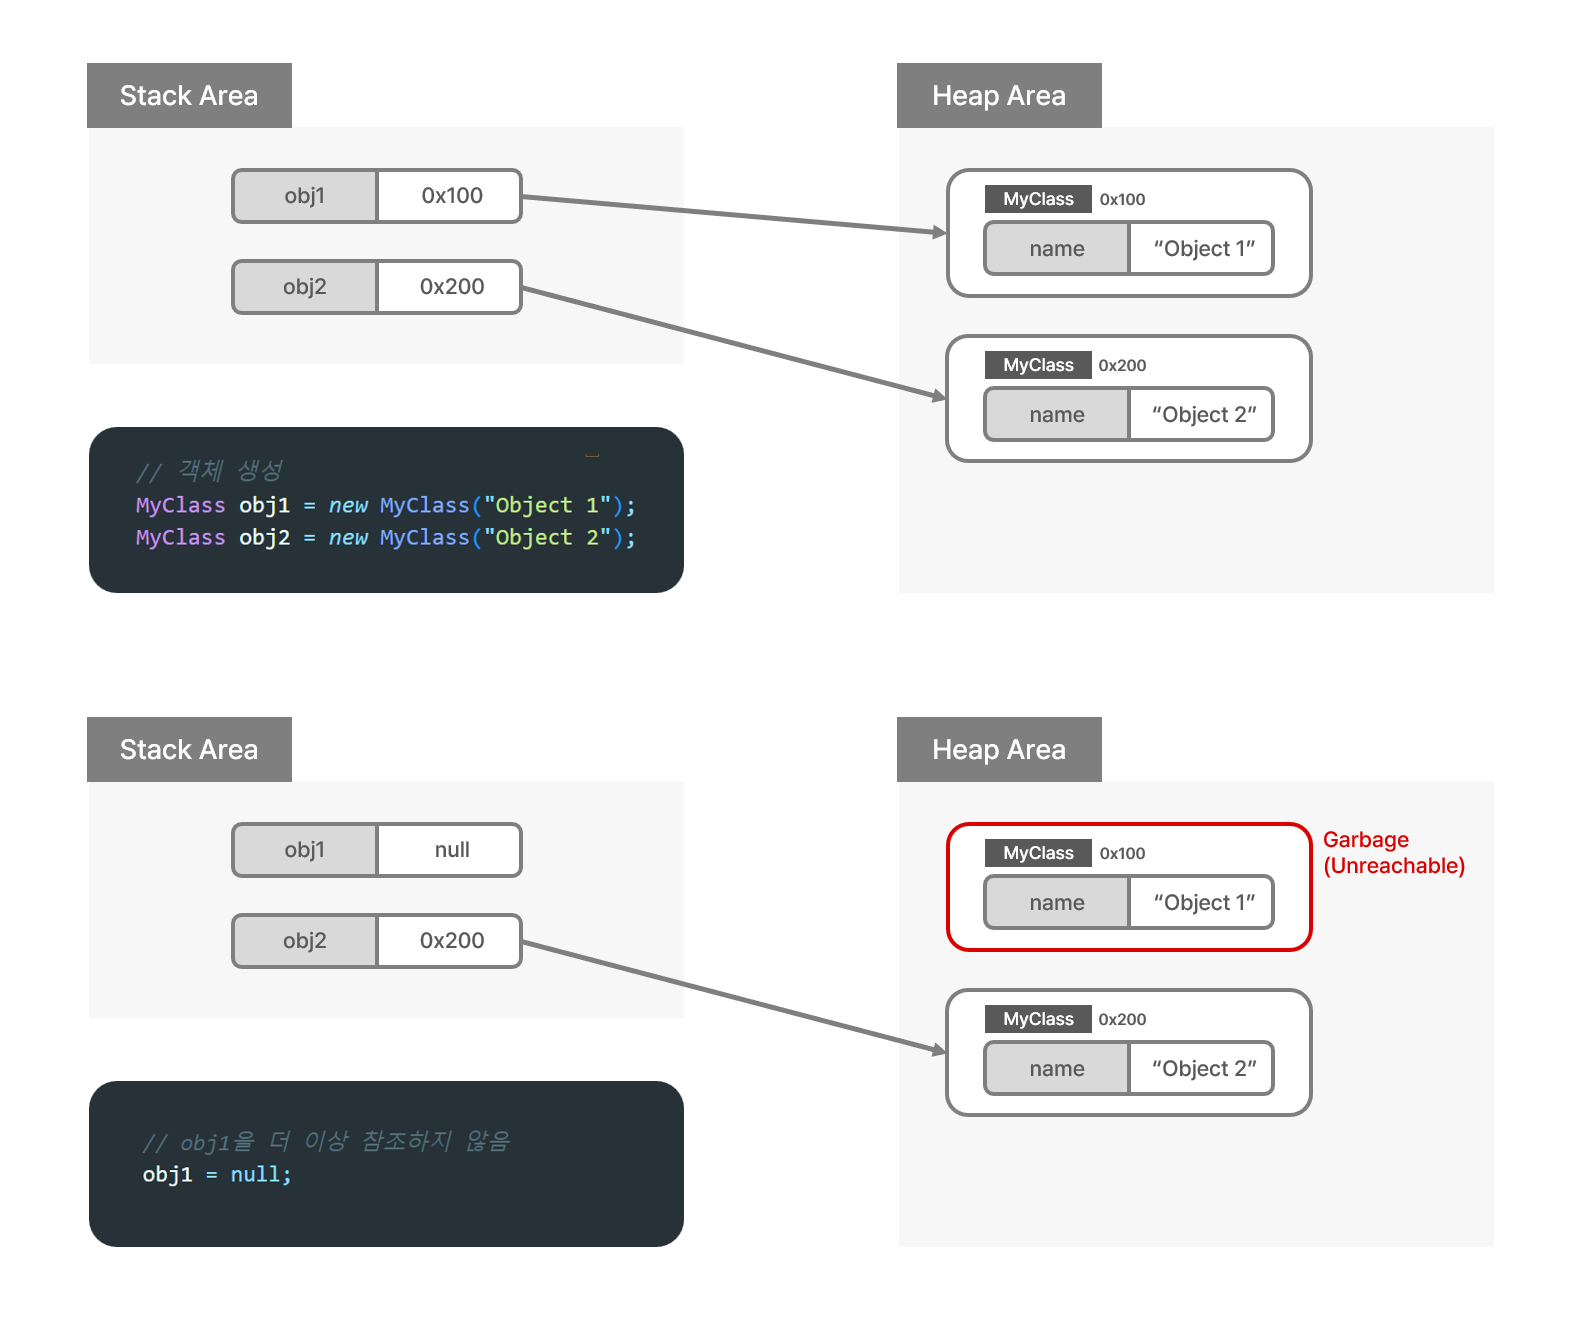 Stack Area
Heap Area
obj1 0x100
obj2 0x200
MyClass 0x100
name “Object 1”
MyClass 0x200
name “Object 2”
// 객체 생성
MyClass obj1 = new MyClass("Object 1");
MyClass obj2 = new MyClass("Object 2");
Stack Area
Heap Area
obj1 null
obj2 0x200
MyClass 0x100
name “Object 1”
Garbage
(Unreachable)
MyClass 0x200
name “Object 2”
// obj1을 더 이상 참조하지 않음
obj1 = null;